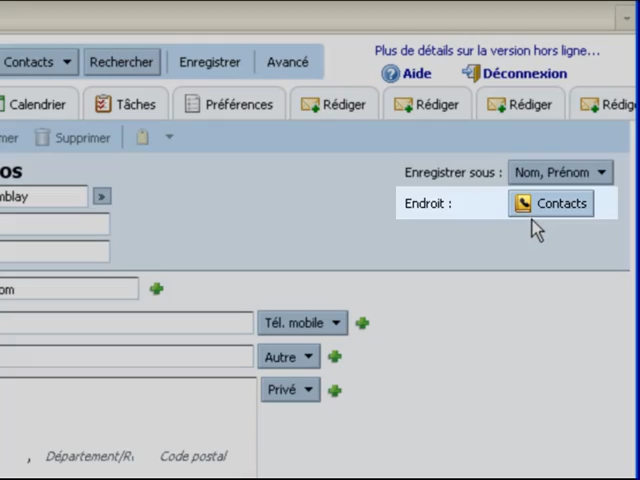 Plus de détails sur la version hors ligne...
Contacts Rechercher Enregistrer Avancé
Aide Déconnexion
Calendrier Tâches Préférences Rédiger Rédiger Rédiger Rédig
mer Supprimer
os
Enregistrer sous : Nom, Prénom
mblay »
Endroit : Contacts
om
Tél. mobile
Autre
Privé
, Département/R Code postal